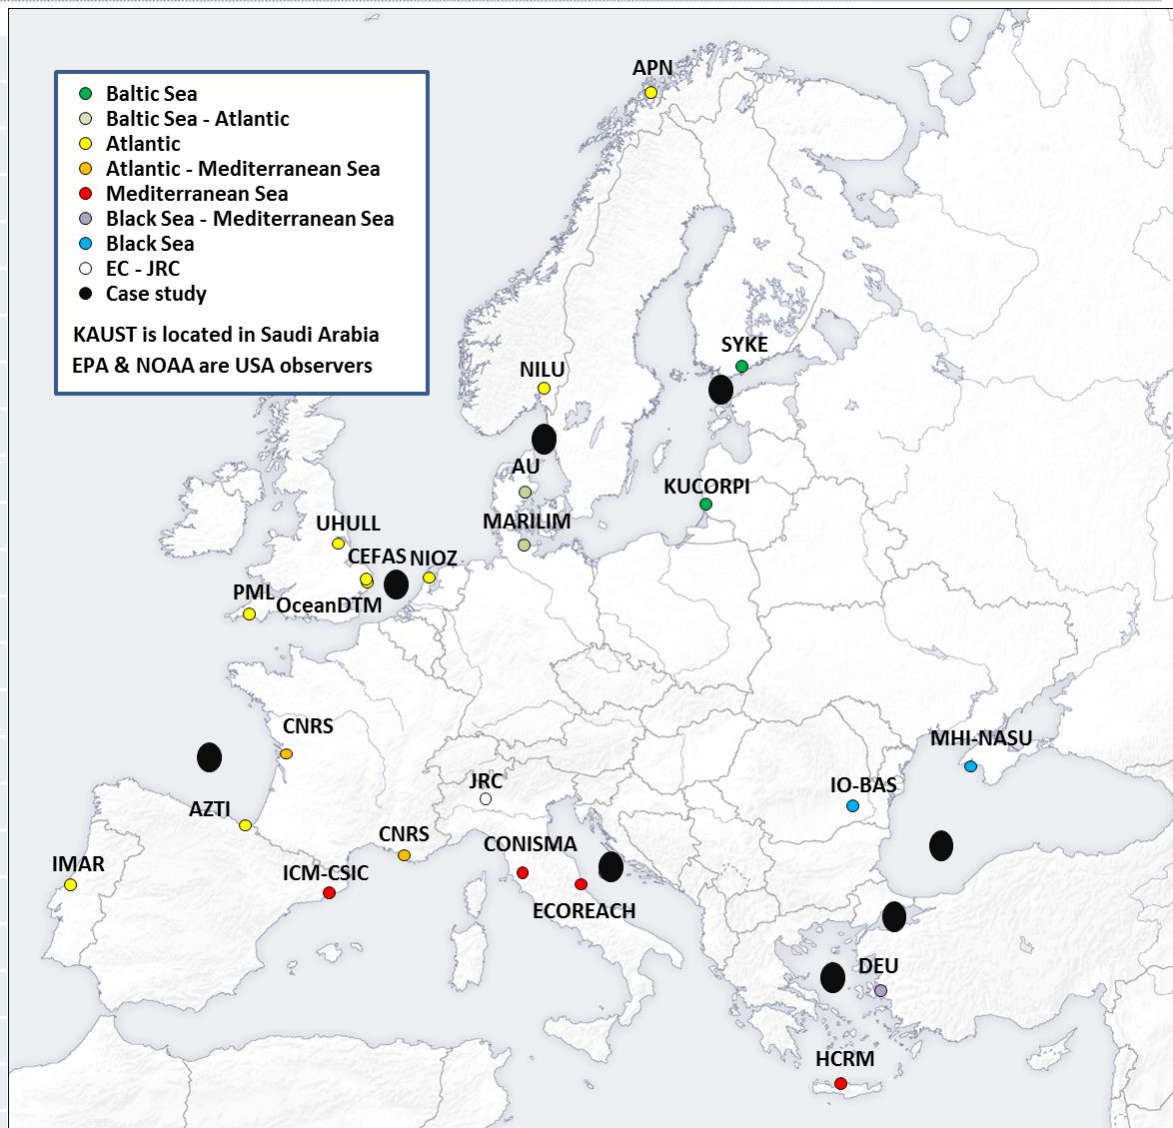 APN
Baltic Sea
Baltic Sea - Atlantic
Atlantic
Atlantic - Mediterranean Sea
Mediterranean Sea
Black Sea - Mediterranean Sea
Black Sea
EC - JRC
Case study
KAUST is located in Saudi Arabia
EPA & NOAA are USA observers
SYKE
NILU
AU
KUCORPI
MARILIM
UHULL
CEFAS
NIOZ
PML
OceanDTM
CNRS
MHI-NASU
JRC
IO-BAS
AZTI
CNRS
CONISMA
IMAR
ICM-CSIC
ECOREACH
DEU
HCRM